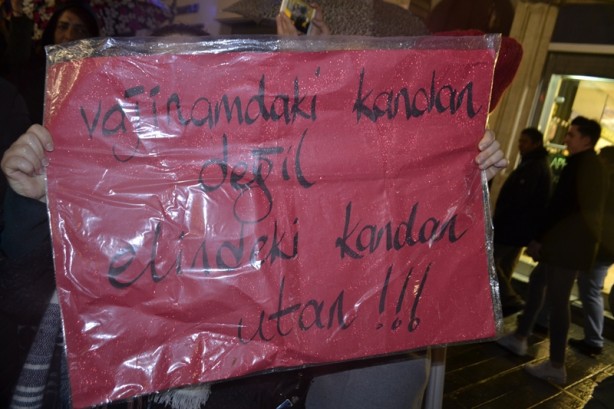 vajinamdaki kandan
değil
elindeki kandan
utan !!!